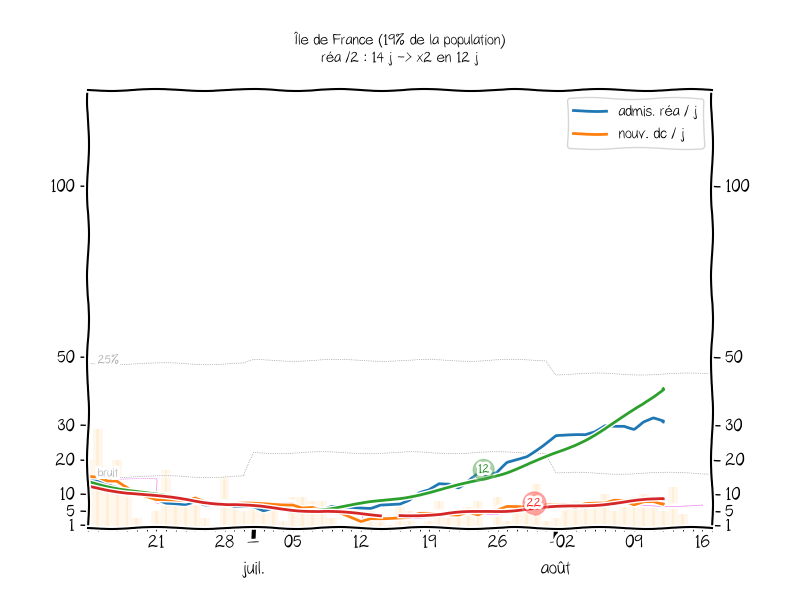 Île de France (19% de la population)
réa /2 : 14 j -> x2 en 12 j
admis. réa / j
nouv. dc / j
100
100
50
50
25%
30
30
20
20
bruit
12
10
10
22
5
5
1
1
21 28 05 12 19 26 02 09 16
juil. août